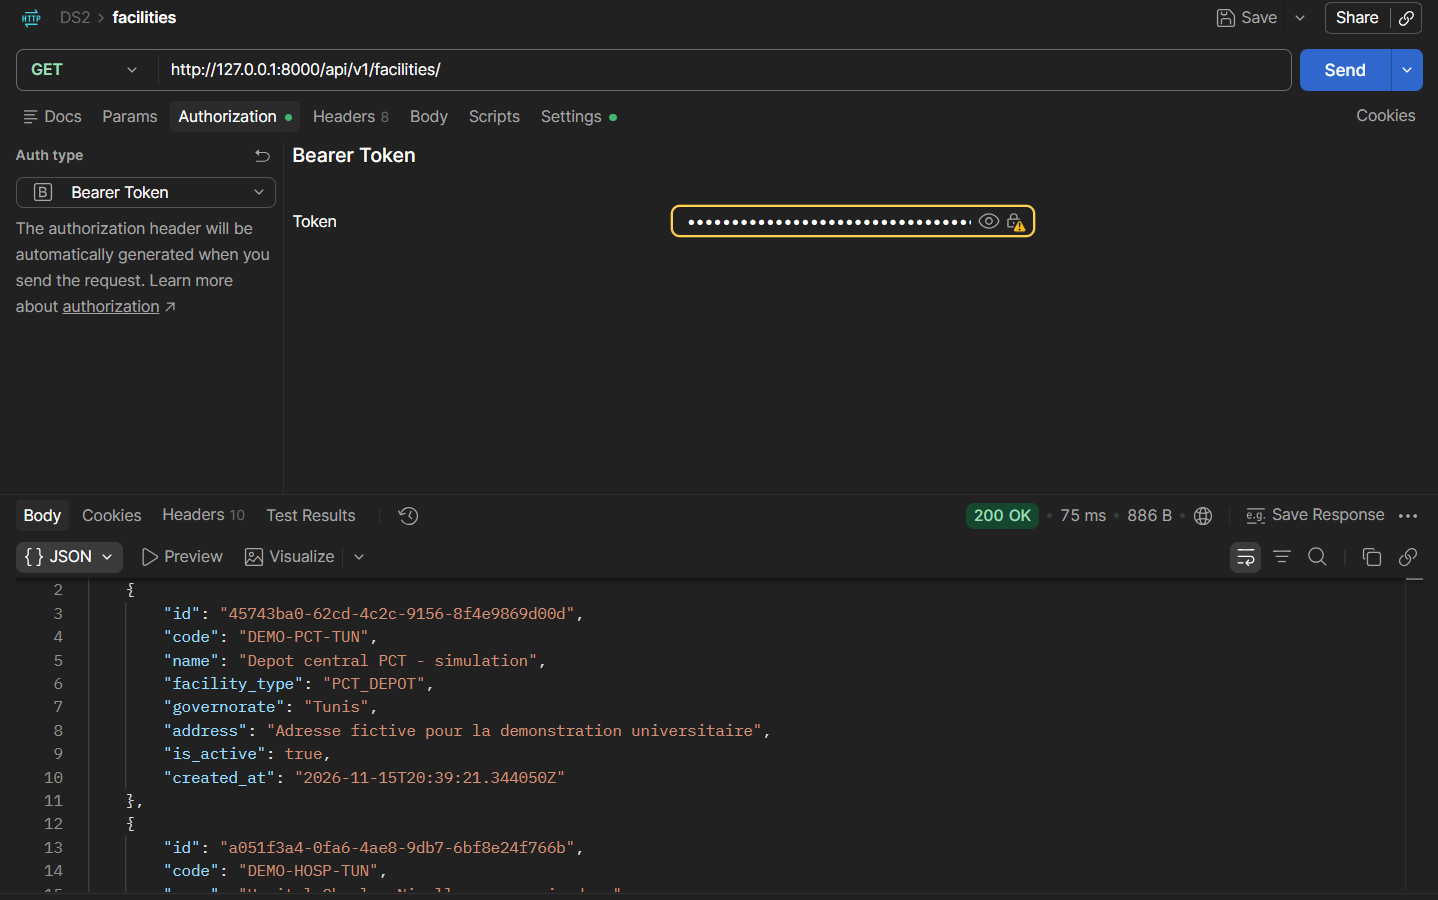 HTTP DS2 > facilities Save Share
GET http://127.0.0.1:8000/api/v1/facilities/ Send
Docs Params Authorization Headers 8 Body Scripts Settings Cookies
Auth type
Bearer Token
B Bearer Token
Token
The authorization header will be
automatically generated when you
send the request. Learn more
about authorization ↗
Body Cookies Headers 10 Test Results 200 OK • 75 ms • 886 B • e.g. Save Response
{} JSON Preview Visualize
2 {
3 "id": "45743ba0-62cd-4c2c-9156-8f4e9869d00d",
4 "code": "DEMO-PCT-TUN",
5 "name": "Depot central PCT - simulation",
6 "facility_type": "PCT_DEPOT",
7 "governorate": "Tunis",
8 "address": "Adresse fictive pour la demonstration universitaire",
9 "is_active": true,
10 "created_at": "2026-11-15T20:39:21.344050Z"
11 },
12 {
13 "id": "a051f3a4-0fa6-4ae8-9db7-6bf8e24f766b",
14 "code": "DEMO-HOSP-TUN",